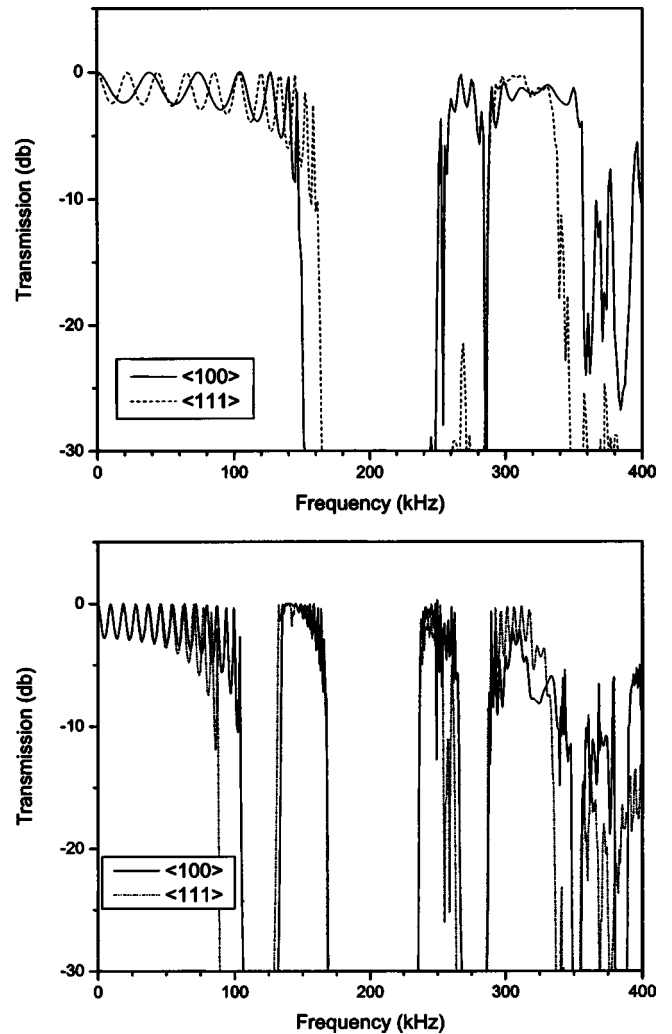 0
-10
-20
-30
Transmission (db)
<100>
<111>
0 100 200 300 400
Frequency (kHz)
0
-10
-20
-30
Transmission (db)
<100>
<111>
0 100 200 300 400
Frequency (kHz)